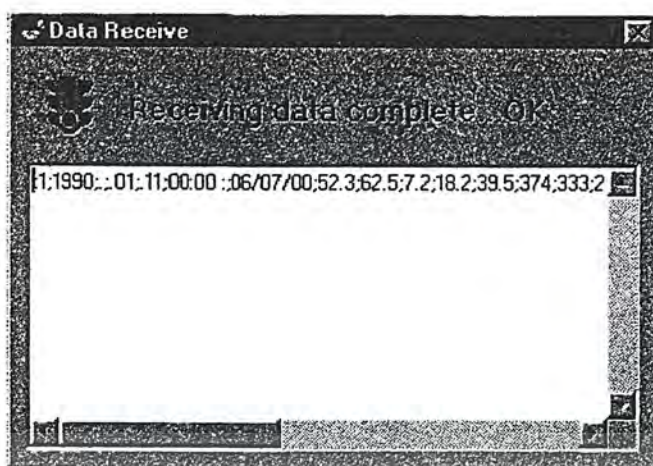 Data Receive
Receiving data complete. OK
:1;1990;.;.01;.11;00:00 :;06/07/00;52.3;62.5;7.2;18.2;39.5;374;333;2